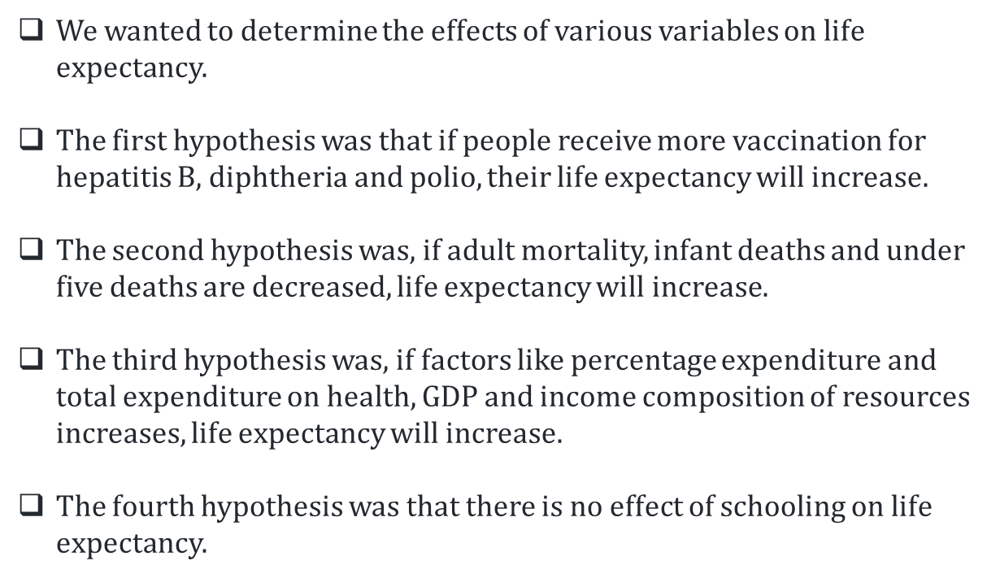 ❑ We wanted to determine the effects of various variables on life
expectancy.
❑ The first hypothesis was that if people receive more vaccination for
hepatitis B, diphtheria and polio, their life expectancy will increase.
❑ The second hypothesis was, if adult mortality, infant deaths and under
five deaths are decreased, life expectancy will increase.
❑ The third hypothesis was, if factors like percentage expenditure and
total expenditure on health, GDP and income composition of resources
increases, life expectancy will increase.
❑ The fourth hypothesis was that there is no effect of schooling on life
expectancy.